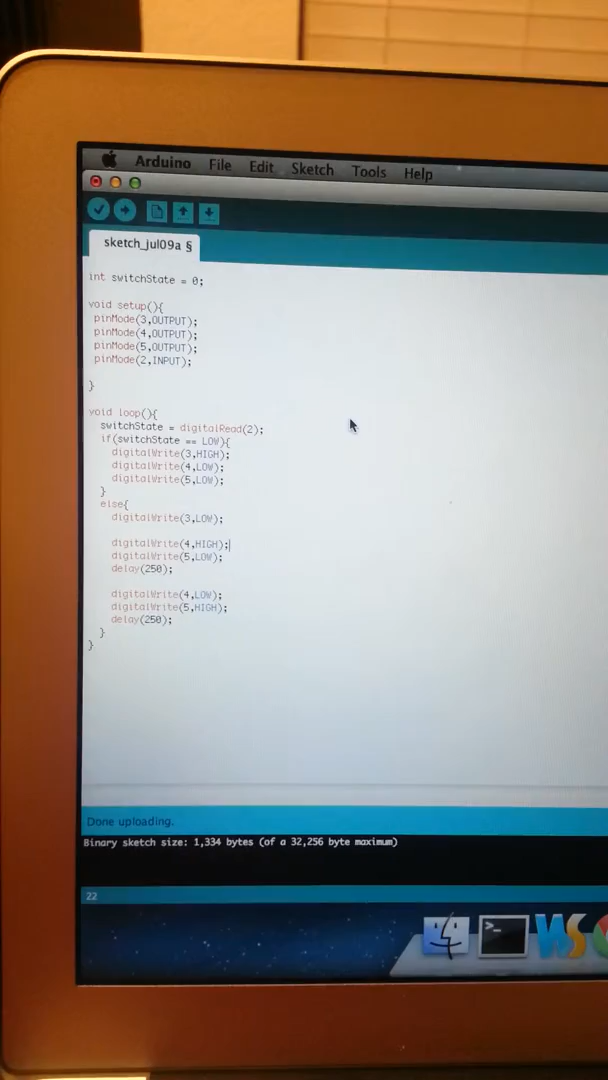 Arduino File Edit Sketch Tools Help
sketch_jul09a §
int switchState = 0;
void setup(){
pinMode(3,OUTPUT);
pinMode(4,OUTPUT);
pinMode(5,OUTPUT);
pinMode(2,INPUT);
}
void loop(){
switchState = digitalRead(2);
if(switchState == LOW){
digitalWrite(3,HIGH);
digitalWrite(4,LOW);
digitalWrite(5,LOW);
}
else{
digitalWrite(3,LOW);
digitalWrite(4,HIGH);
digitalWrite(5,LOW);
delay(250);
digitalWrite(4,LOW);
digitalWrite(5,HIGH);
delay(250);
}
}
Done uploading.
Binary sketch size: 1,334 bytes (of a 32,256 byte maximum)
22
>_ WS